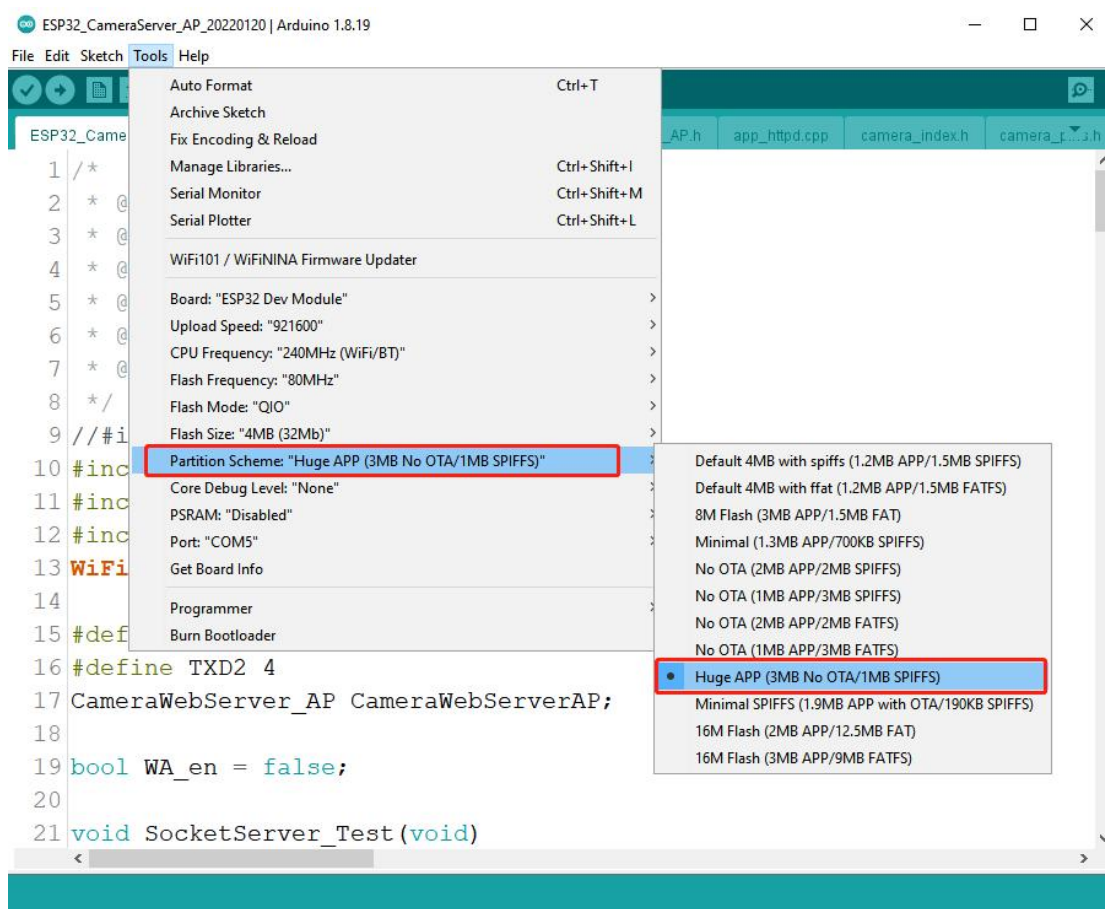 ESP32_CameraServer_AP_20220120 | Arduino 1.8.19
File Edit Sketch Tools Help
ESP32_Came
_AP.h app_httpd.cpp camera_index.h
Auto Format Ctrl+T
Archive Sketch
Fix Encoding & Reload
Manage Libraries... Ctrl+Shift+I
Serial Monitor Ctrl+Shift+M
Serial Plotter Ctrl+Shift+L
WiFi101 / WiFiNINA Firmware Updater
Board: "ESP32 Dev Module"
Upload Speed: "921600"
CPU Frequency: "240MHz (WiFi/BT)"
Flash Frequency: "80MHz"
Flash Mode: "QIO"
Flash Size: "4MB (32Mb)"
Partition Scheme: "Huge APP (3MB No OTA/1MB SPIFFS)"
Core Debug Level: "None"
PSRAM: "Disabled"
Port: "COM5"
Get Board Info
Programmer
Burn Bootloader
Default 4MB with spiffs (1.2MB APP/1.5MB SPIFFS)
Default 4MB with ffat (1.2MB APP/1.5MB FATFS)
8M Flash (3MB APP/1.5MB FAT)
Minimal (1.3MB APP/700KB SPIFFS)
No OTA (2MB APP/2MB SPIFFS)
No OTA (1MB APP/3MB SPIFFS)
No OTA (2MB APP/2MB FATFS)
No OTA (1MB APP/3MB FATFS)
Huge APP (3MB No OTA/1MB SPIFFS)
Minimal SPIFFS (1.9MB APP with OTA/190KB SPIFFS)
16M Flash (2MB APP/12.5MB FAT)
16M Flash (3MB APP/9MB FATFS)
1 /*
2 * @
3 * @
4 * @
5 * @
6 * @
7 * @
8 */
9 //#i
10 #inc
11 #inc
12 #inc
13 WiFi
14
15 #def
16 #define TXD2 4
17 CameraWebServer_AP CameraWebServerAP;
18
19 bool WA_en = false;
20
21 void SocketServer_Test(void)